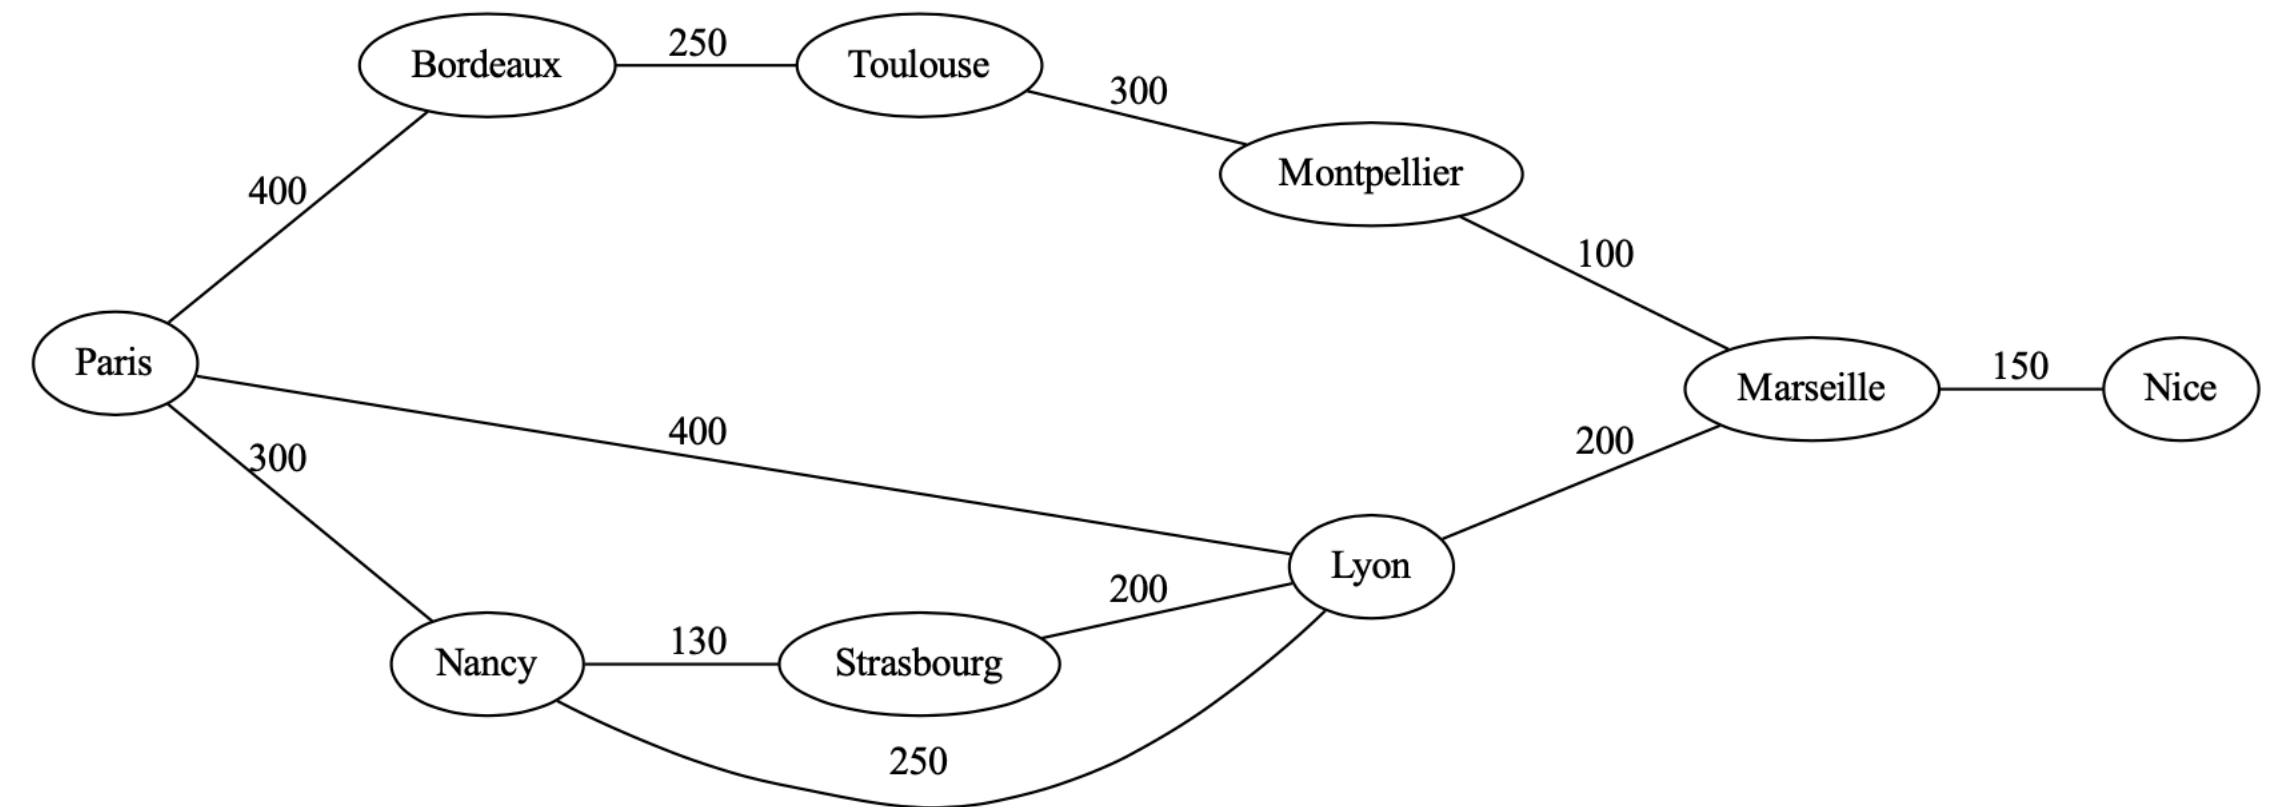 250
Bordeaux
Toulouse
300
Montpellier
400
100
Paris
150
Marseille
Nice
400
200
300
Lyon
200
130
Nancy
Strasbourg
250